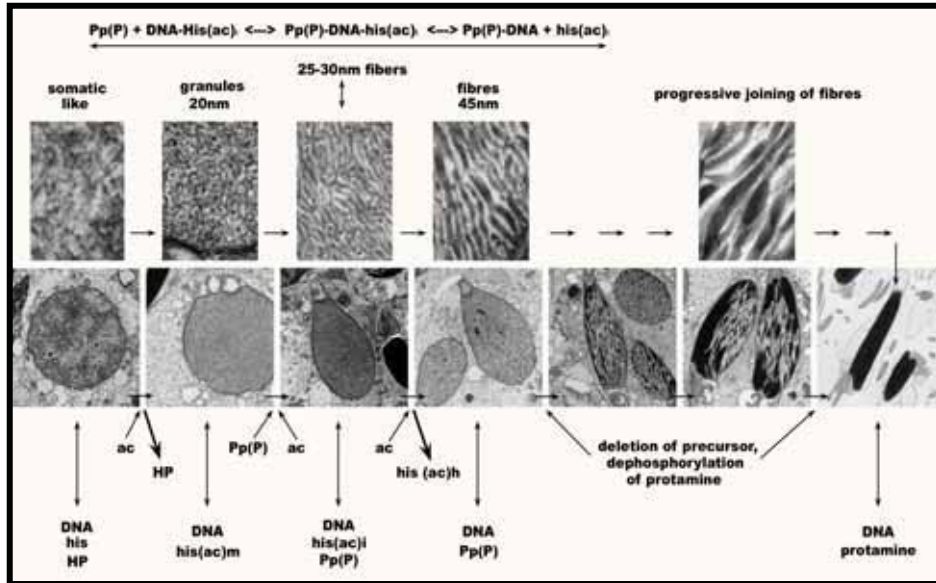 Pp(P) + DNA-His(ac)i <---> Pp(P)-DNA-his(ac)i <---> Pp(P)-DNA + his(ac)i
25-30nm fibers
somatic
like
granules
20nm
fibres
45nm
progressive joining of fibres
ac
HP
Pp(P)
ac
ac
his (ac)h
deletion of precursor,
dephosphorylation
of protamine
DNA
his
HP
DNA
his(ac)m
DNA
his(ac)i
Pp(P)
DNA
Pp(P)
DNA
protamine